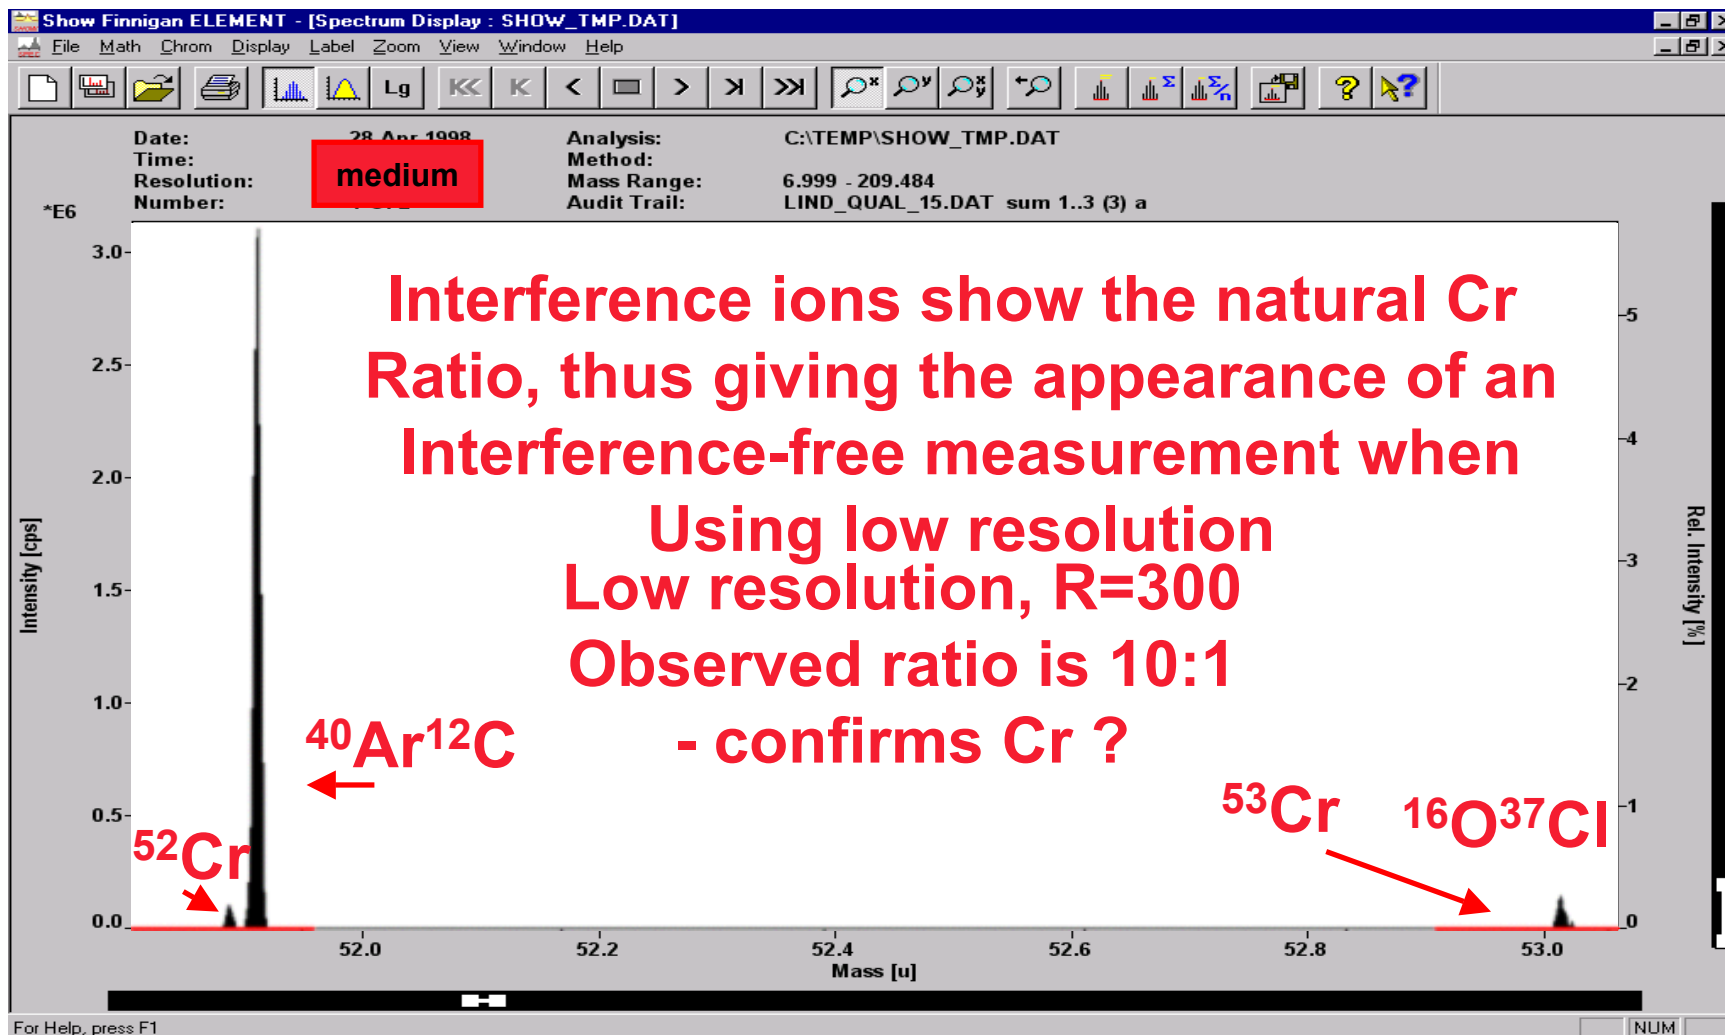 Show Finnigan ELEMENT - [Spectrum Display : SHOW_TMP.DAT]
File Math Chrom Display Label Zoom View Window Help
Lg
Date: 28 Apr 1998 Analysis: C:\TEMP\SHOW_TMP.DAT
Time: Method:
Resolution: medium Mass Range: 6.999 - 209.484
Number: Audit Trail: LIND_QUAL_15.DAT sum 1..3 (3) a
*E6
3.0
2.5
2.0
1.5
1.0
0.5
0.0
Intensity [cps]
Interference ions show the natural Cr
Ratio, thus giving the appearance of an
Interference-free measurement when
Using low resolution
Low resolution, R=300
Observed ratio is 10:1
- confirms Cr ?
⁴⁰Ar¹²C
⁵²Cr
⁵³Cr
¹⁶O³⁷Cl
5
4
3
2
1
0
Rel. Intensity [%]
52.0 52.2 52.4 52.6 52.8 53.0
Mass [u]
For Help, press F1
NUM